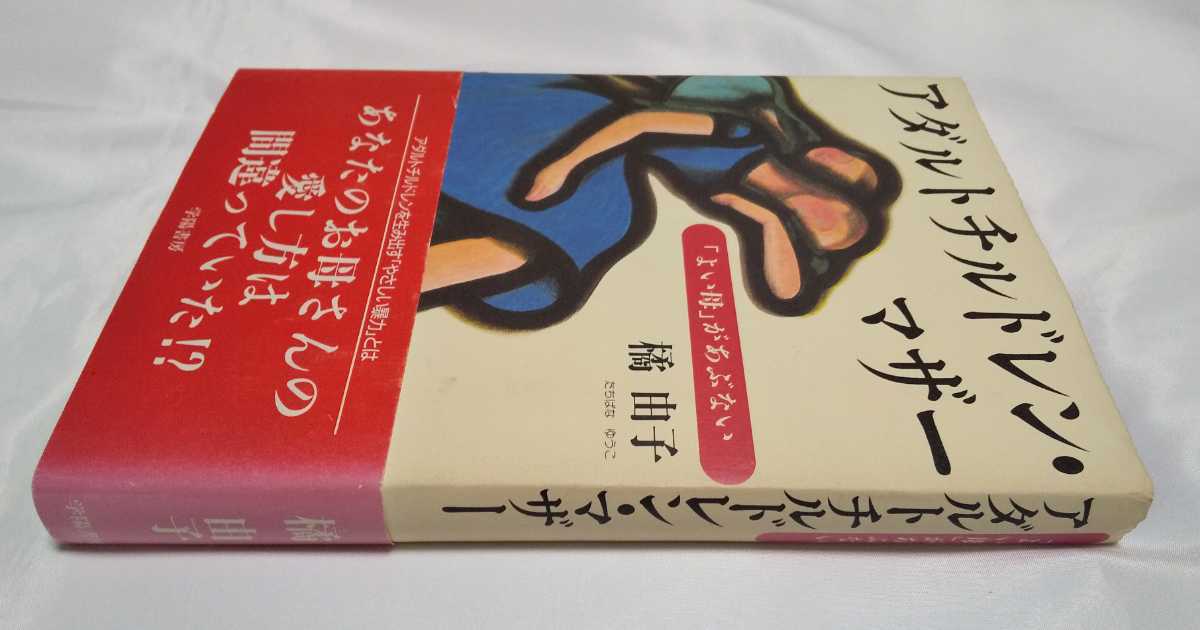 アダルトチルドレン・
マザー
「よい母」があぶない
橘 由子
たちばな ゆうこ
アダルトチルドレンを生み出す「やさしい暴力」とは
あなたのお母さんの
愛し方は
間違っていた!?
学陽書房
アダルトチルドレン・マザー
橘 由子